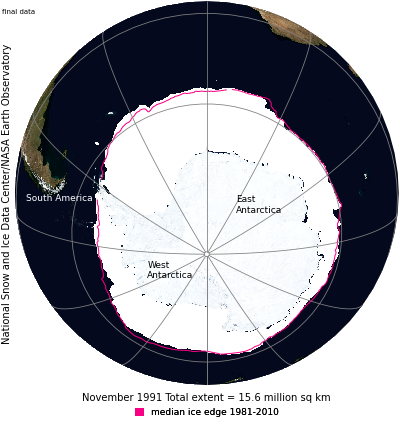 final data
National Snow and Ice Data Center/NASA Earth Observatory
South America
East
Antarctica
West
Antarctica
November 1991 Total extent = 15.6 million sq km
median ice edge 1981-2010